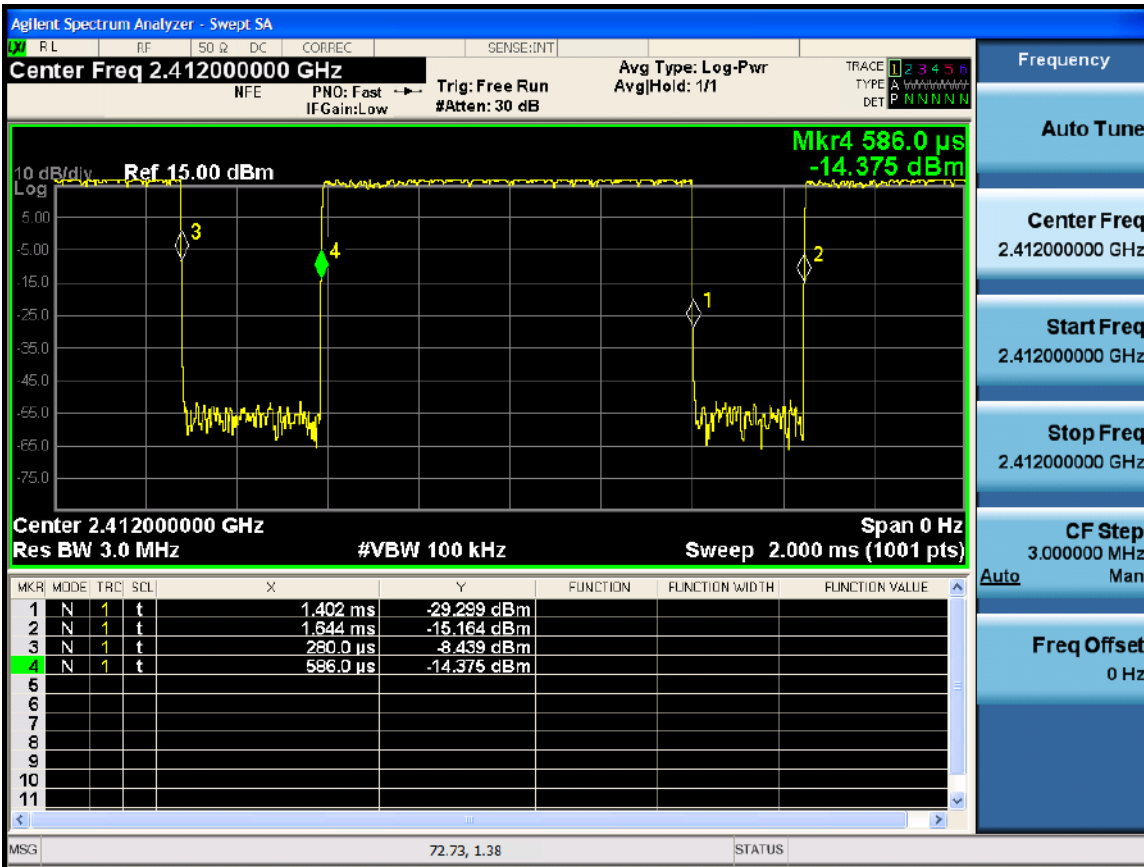 Agilent Spectrum Analyzer - Swept SA
LXI RL RF 50 Ω DC CORREC SENSE:INT
Center Freq 2.412000000 GHz
NFE
PNO: Fast
IFGain:Low
Trig: Free Run
#Atten: 30 dB
Avg Type: Log-Pwr
Avg|Hold: 1/1
TRACE 1 2 3 4 5 6
TYPE A WWWWW
DET P N N N N N
Mkr4 586.0 µs
-14.375 dBm
10 dB/div Ref 15.00 dBm
Log
5.00
-5.00
-15.0
-25.0
-35.0
-45.0
-55.0
-65.0
-75.0
3
4
1
2
Center 2.412000000 GHz Span 0 Hz
Res BW 3.0 MHz #VBW 100 kHz Sweep 2.000 ms (1001 pts)
MKR MODE TRC SCL X Y FUNCTION FUNCTION WIDTH FUNCTION VALUE
1 N 1 t 1.402 ms -29.299 dBm
2 N 1 t 1.644 ms -15.164 dBm
3 N 1 t 280.0 µs -8.439 dBm
4 N 1 t 586.0 µs -14.375 dBm
5
6
7
8
9
10
11
MSG 72.73, 1.38 STATUS
Frequency
Auto Tune
Center Freq
2.412000000 GHz
Start Freq
2.412000000 GHz
Stop Freq
2.412000000 GHz
CF Step
3.000000 MHz
Auto Man
Freq Offset
0 Hz